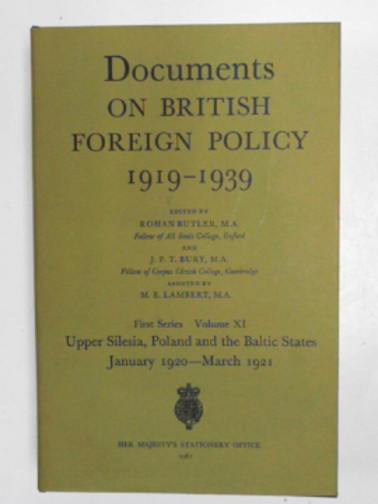 Documents
ON BRITISH
FOREIGN POLICY
1919–1939
EDITED BY
ROHAN BUTLER, M.A.
Fellow of All Souls College, Oxford
AND
J. P. T. BURY, M.A.
Fellow of Corpus Christi College, Cambridge
ASSISTED BY
M. E. LAMBERT, M.A.
First Series Volume XI
Upper Silesia, Poland and the Baltic States
January 1920—March 1921
HER MAJESTY'S STATIONERY OFFICE
1961